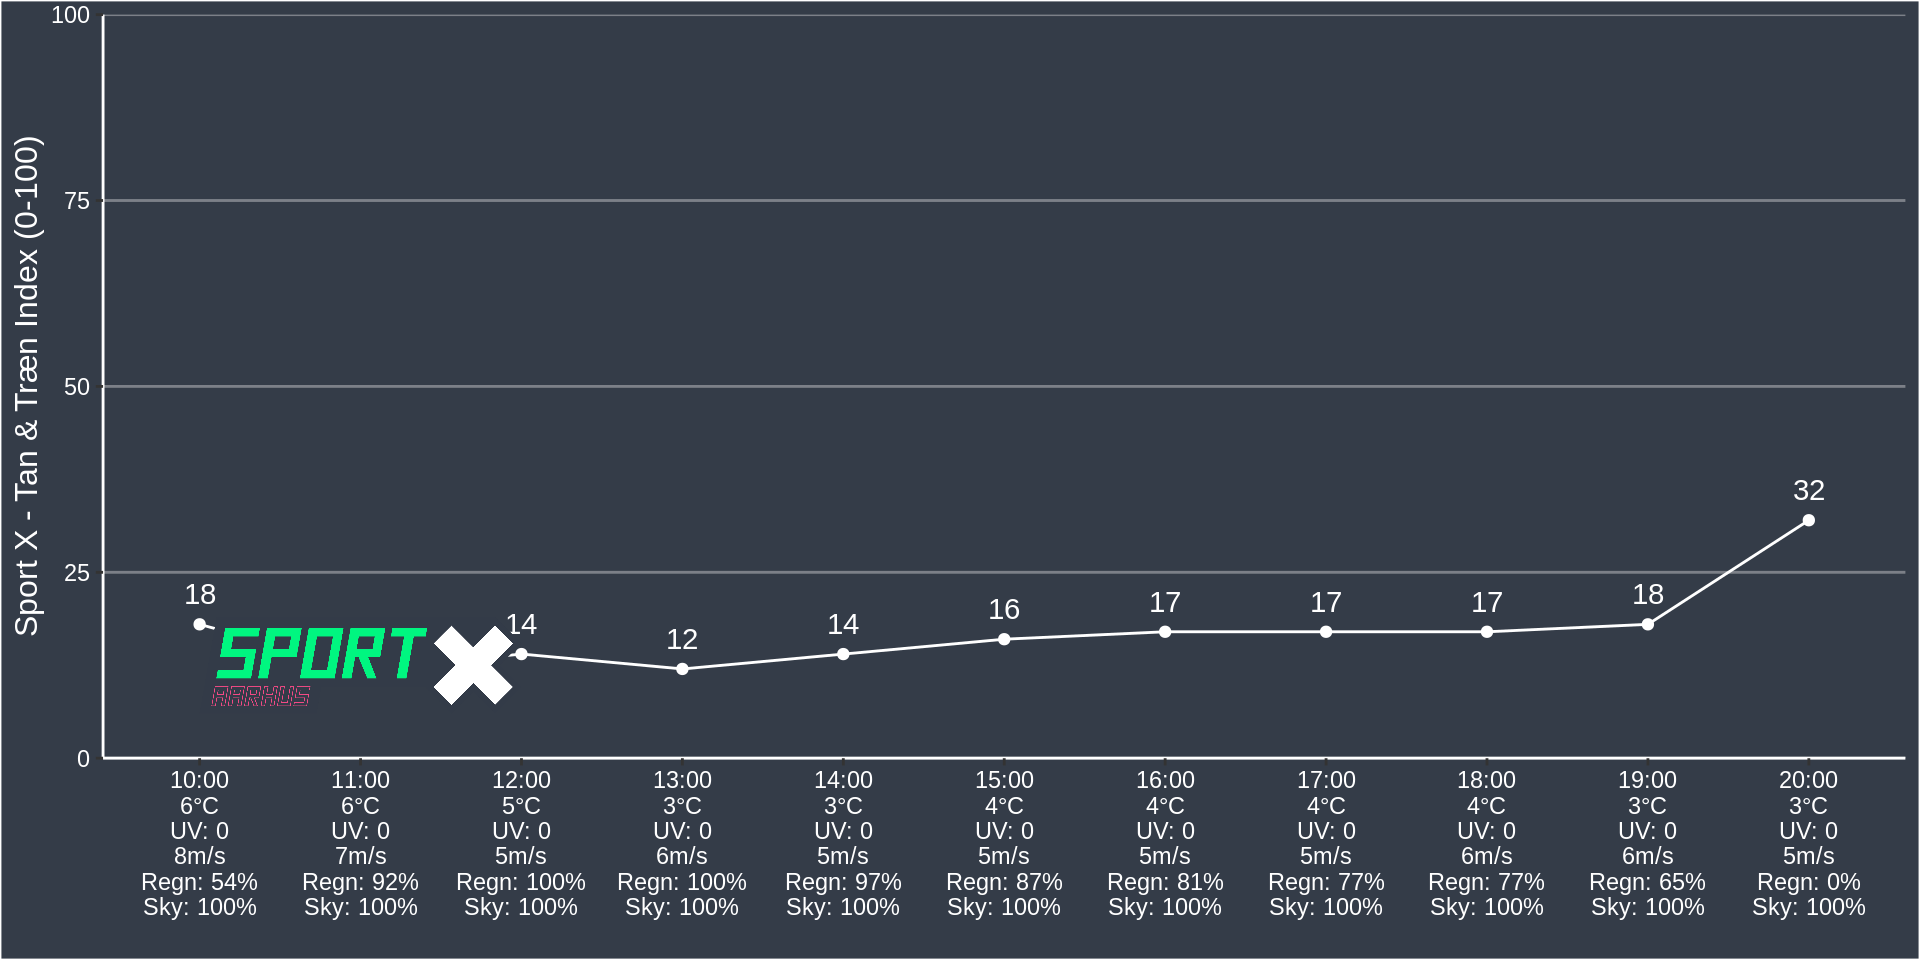 Sport X - Tan & Træn Index (0-100)
100
75
50
25
0
18
14
12
14
16
17
17
17
18
32
SPORT X
AARHUS
10:00 11:00 12:00 13:00 14:00 15:00 16:00 17:00 18:00 19:00 20:00
6°C 6°C 5°C 3°C 3°C 4°C 4°C 4°C 4°C 3°C 3°C
UV: 0 UV: 0 UV: 0 UV: 0 UV: 0 UV: 0 UV: 0 UV: 0 UV: 0 UV: 0 UV: 0
8m/s 7m/s 5m/s 6m/s 5m/s 5m/s 5m/s 5m/s 6m/s 6m/s 5m/s
Regn: 54% Regn: 92% Regn: 100% Regn: 100% Regn: 97% Regn: 87% Regn: 81% Regn: 77% Regn: 77% Regn: 65% Regn: 0%
Sky: 100% Sky: 100% Sky: 100% Sky: 100% Sky: 100% Sky: 100% Sky: 100% Sky: 100% Sky: 100% Sky: 100% Sky: 100%